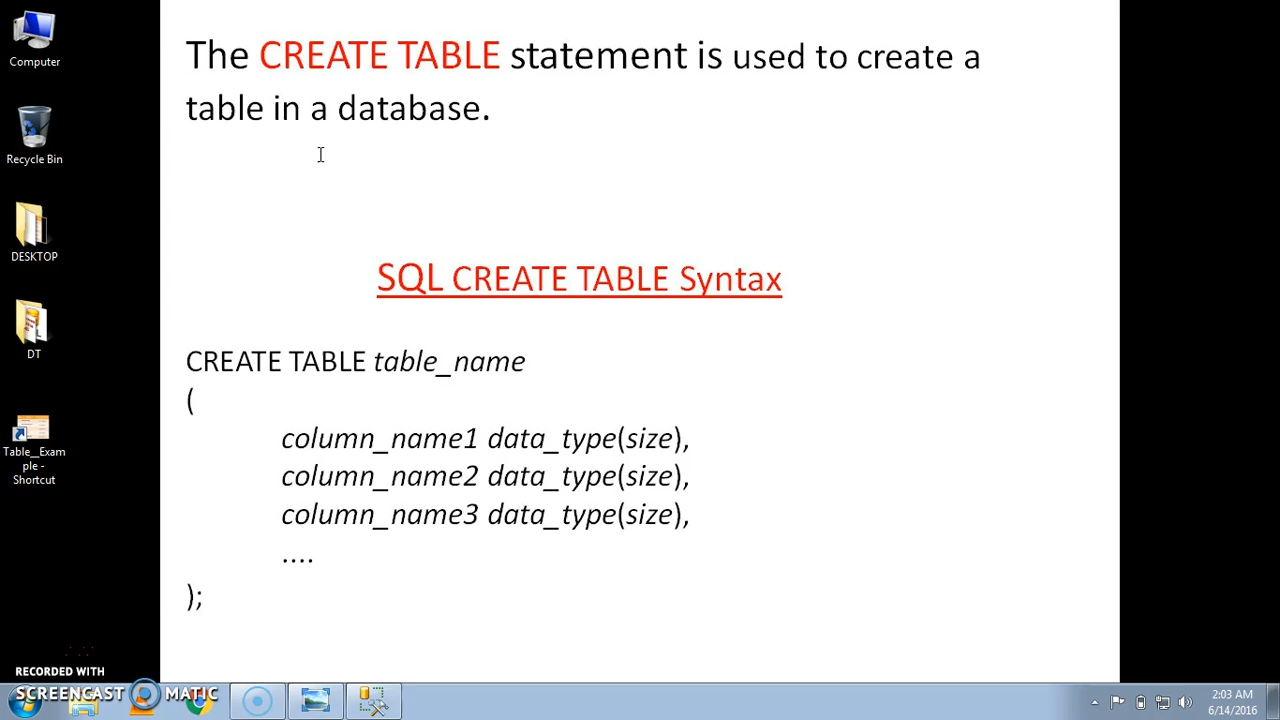 Computer
Recycle Bin
DESKTOP
DT
Table__Exam
ple -
Shortcut
The CREATE TABLE statement is used to create a
table in a database.
SQL CREATE TABLE Syntax
CREATE TABLE table_name
(
column_name1 data_type(size),
column_name2 data_type(size),
column_name3 data_type(size),
....
);
RECORDED WITH
SCREENCAST MATIC
2:03 AM
6/14/2016